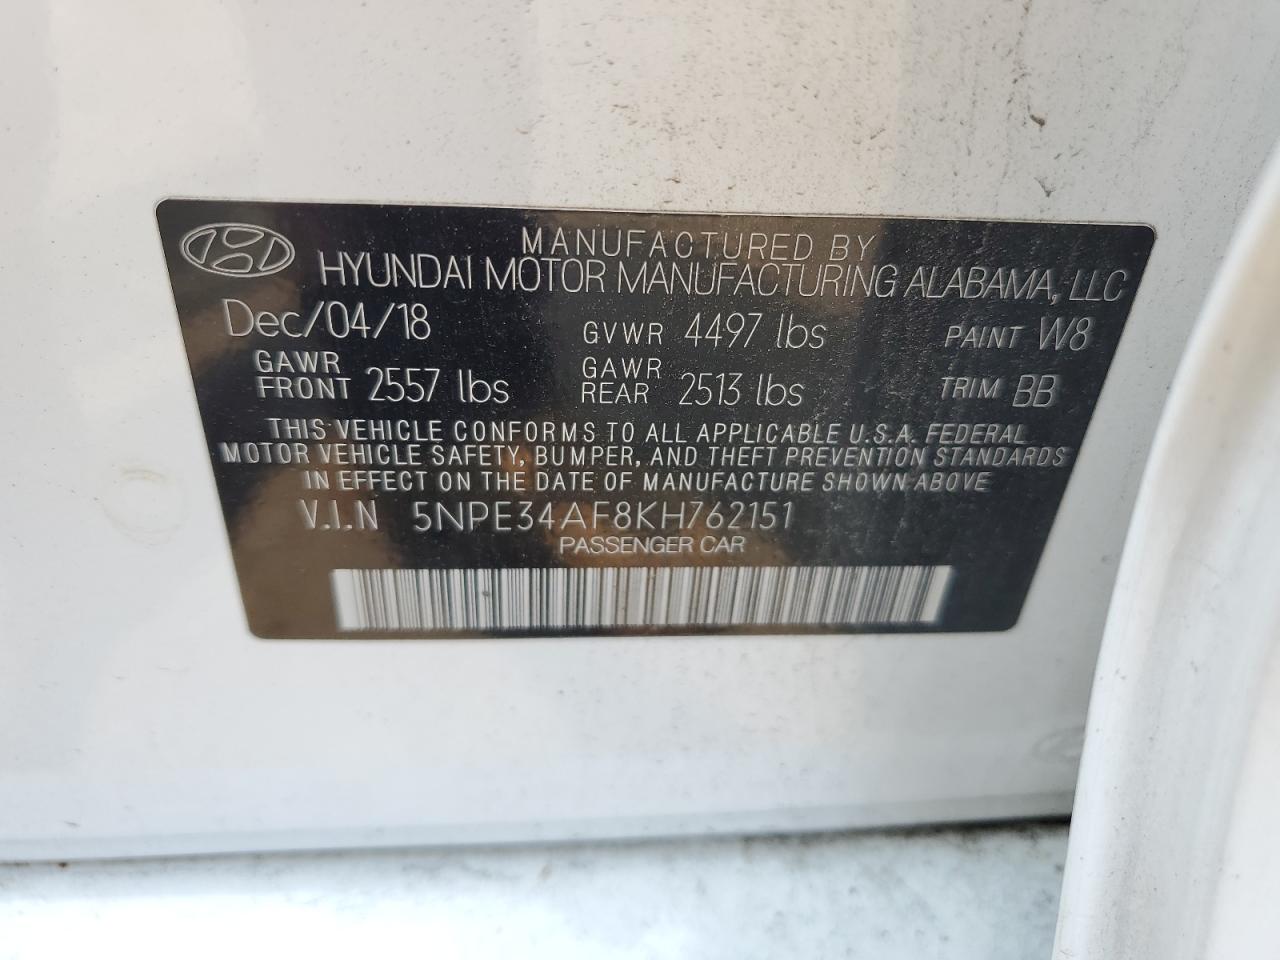 MANUFACTURED BY
HYUNDAI MOTOR MANUFACTURING ALABAMA, LLC
Dec/04/18 GVWR 4497 lbs PAINT W8
GAWR FRONT 2557 lbs GAWR REAR 2513 lbs TRIM BB
THIS VEHICLE CONFORMS TO ALL APPLICABLE U.S.A. FEDERAL
MOTOR VEHICLE SAFETY, BUMPER, AND THEFT PREVENTION STANDARDS
IN EFFECT ON THE DATE OF MANUFACTURE SHOWN ABOVE
V.I.N 5NPE34AF8KH762151
PASSENGER CAR